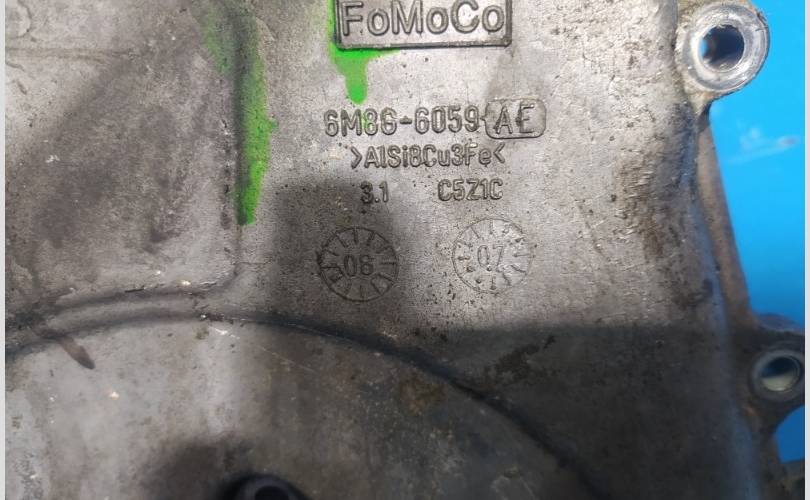 FoMoCo
6M8G-6059 AE
>AlSi8Cu3Fe<
3.1 C5Z1C
06 07